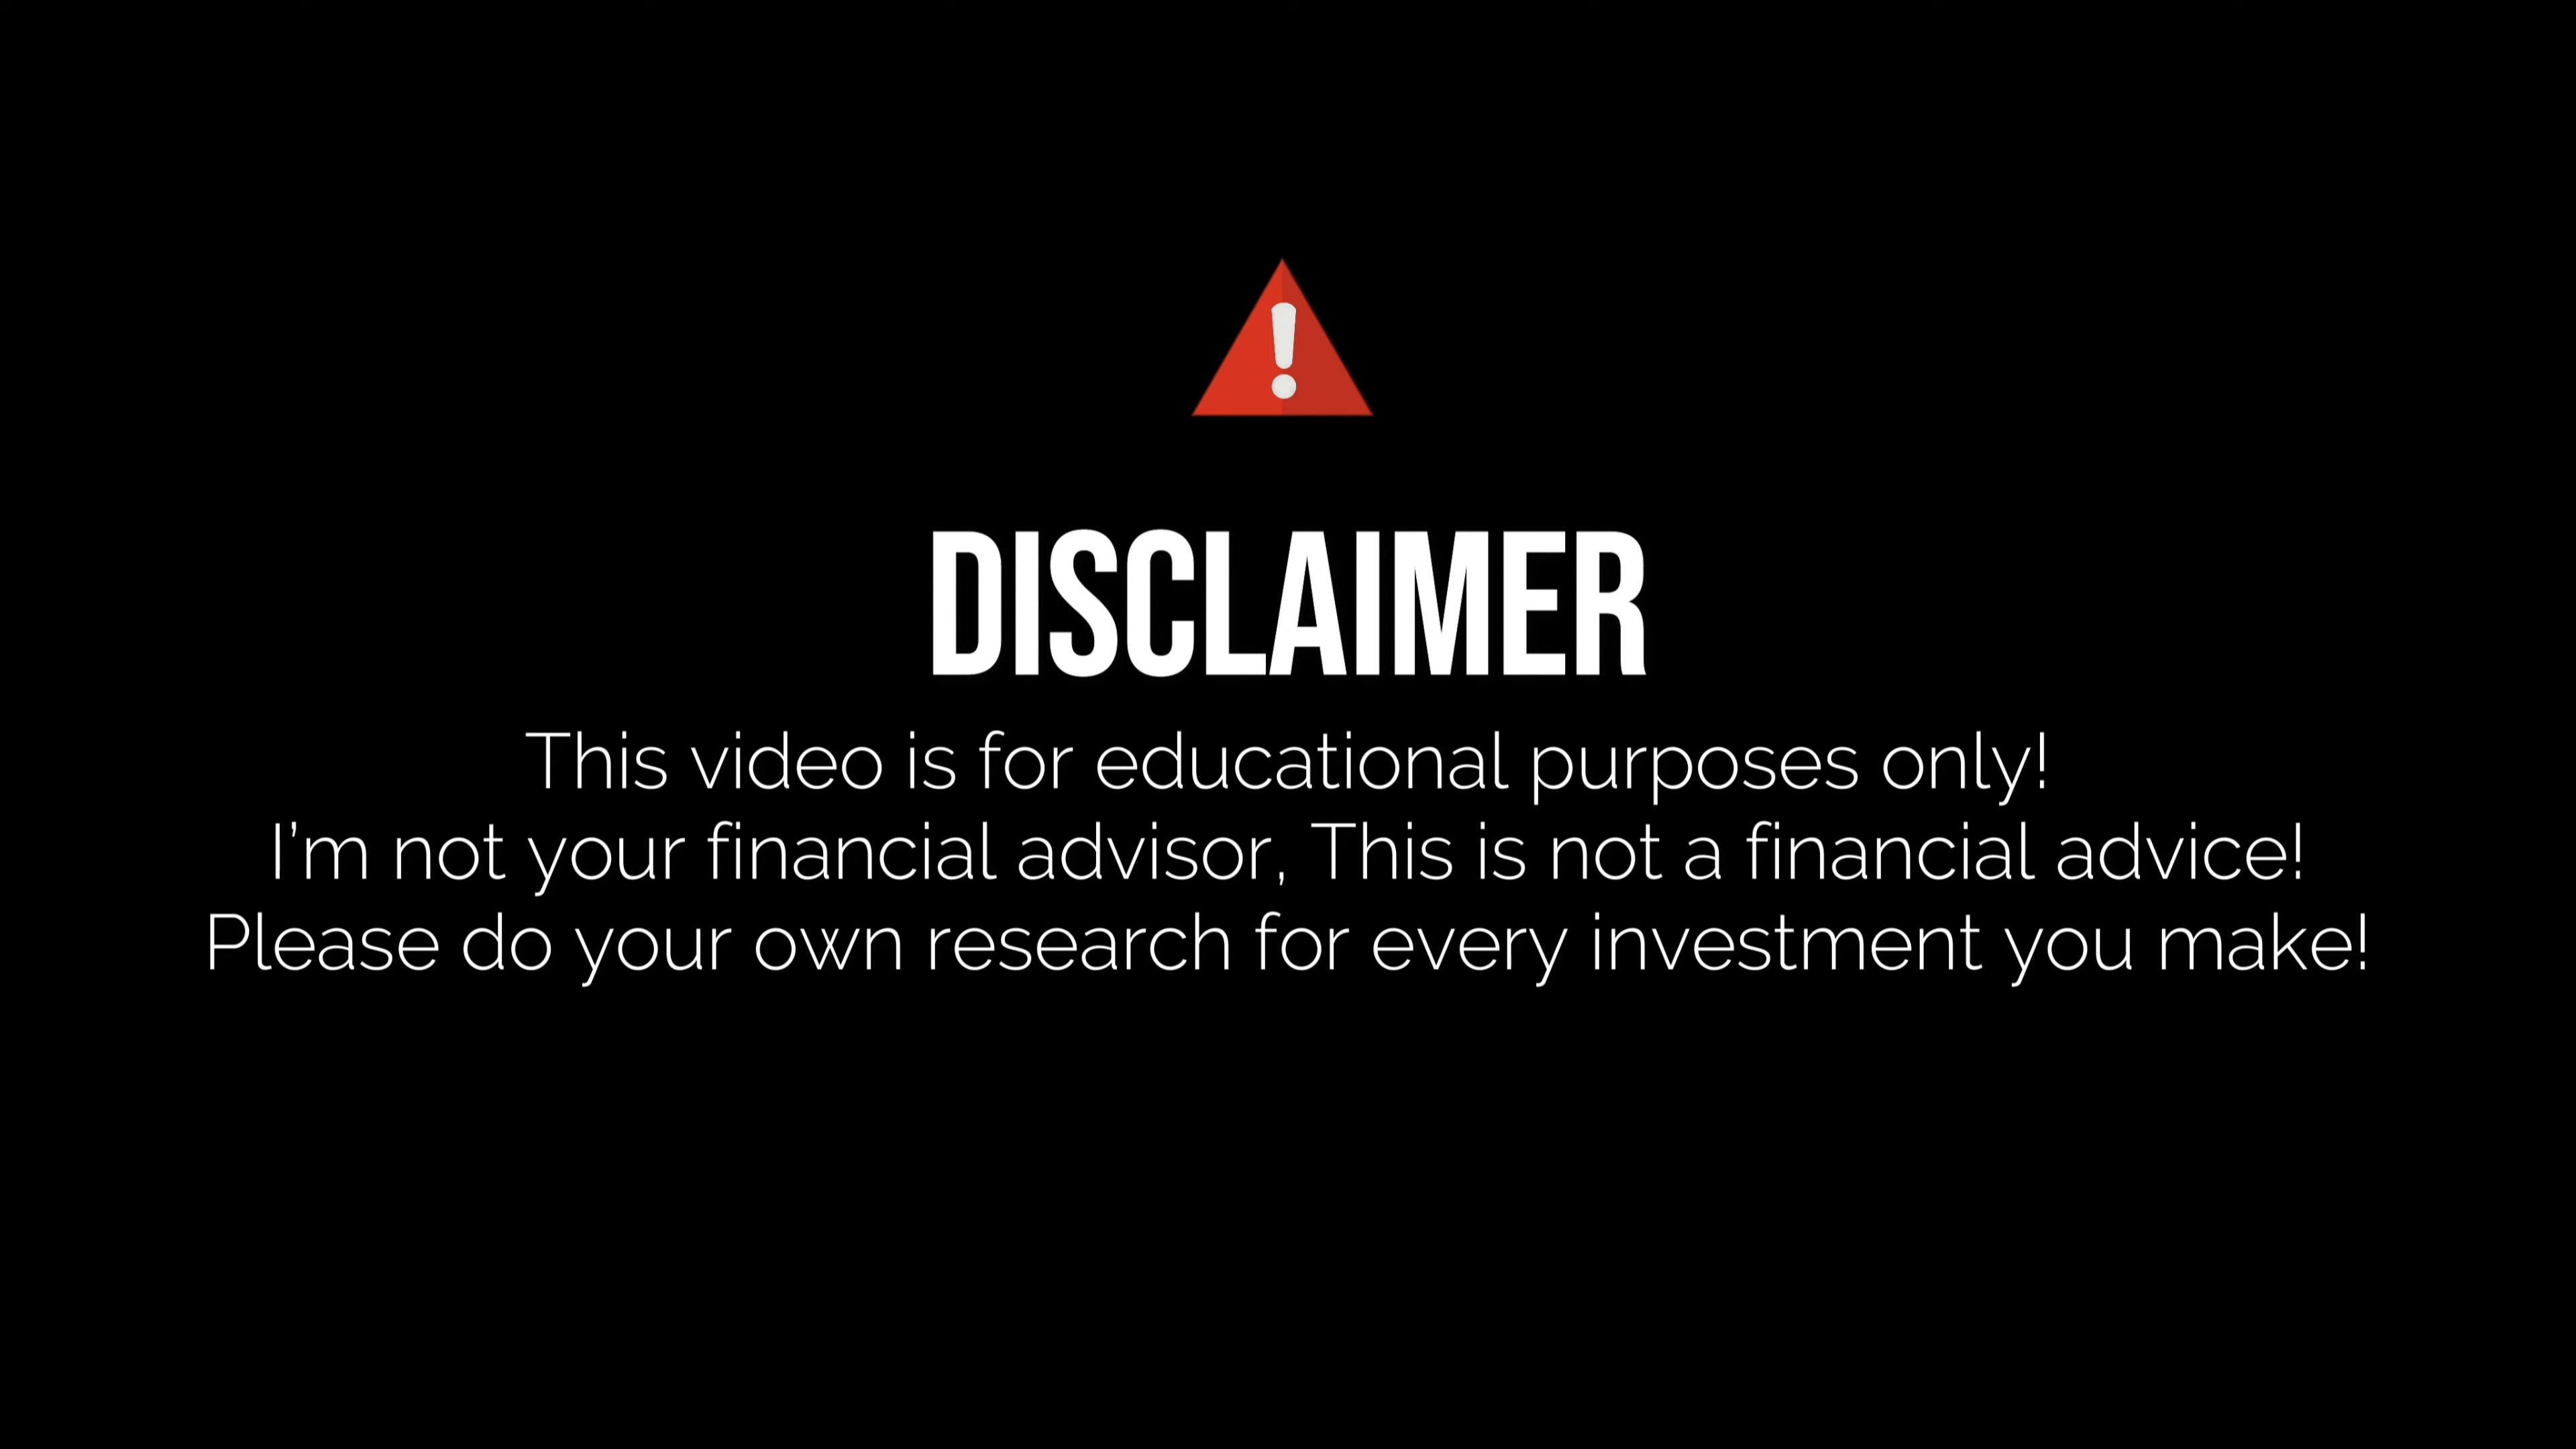 DISCLAIMER
This video is for educational purposes only!
I’m not your financial advisor, This is not a financial advice!
Please do your own research for every investment you make!